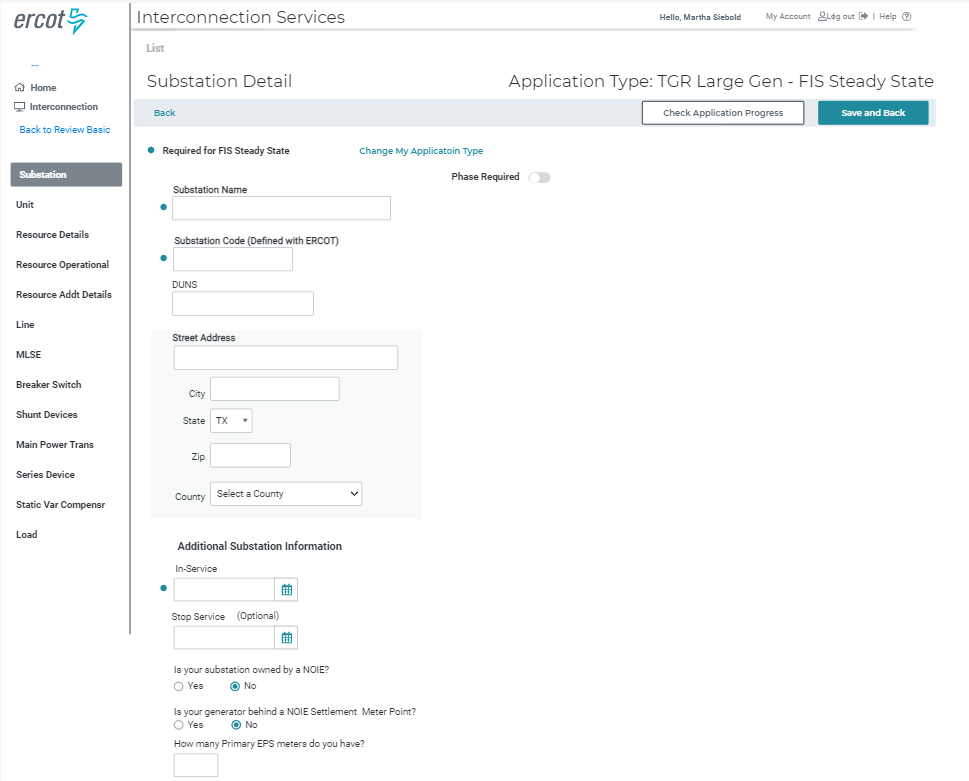 ercot
Interconnection Services
Hello, Martha Siebold
My Account
Log out
| Help
--
Home
Interconnection
Back to Review Basic
Substation
Unit
Resource Details
Resource Operational
Resource Addt Details
Line
MLSE
Breaker Switch
Shunt Devices
Main Power Trans
Series Device
Static Var Compensr
Load
List
Substation Detail
Application Type: TGR Large Gen - FIS Steady State
Back
Check Application Progress
Save and Back
Required for FIS Steady State
Change My Applicatoin Type
Phase Required
Substation Name
Substation Code (Defined with ERCOT)
DUNS
Street Address
City
State TX
Zip
County Select a County
Additional Substation Information
In-Service
Stop Service (Optional)
Is your substation owned by a NOIE?
Yes No
Is your generator behind a NOIE Settlement Meter Point?
Yes No
How many Primary EPS meters do you have?